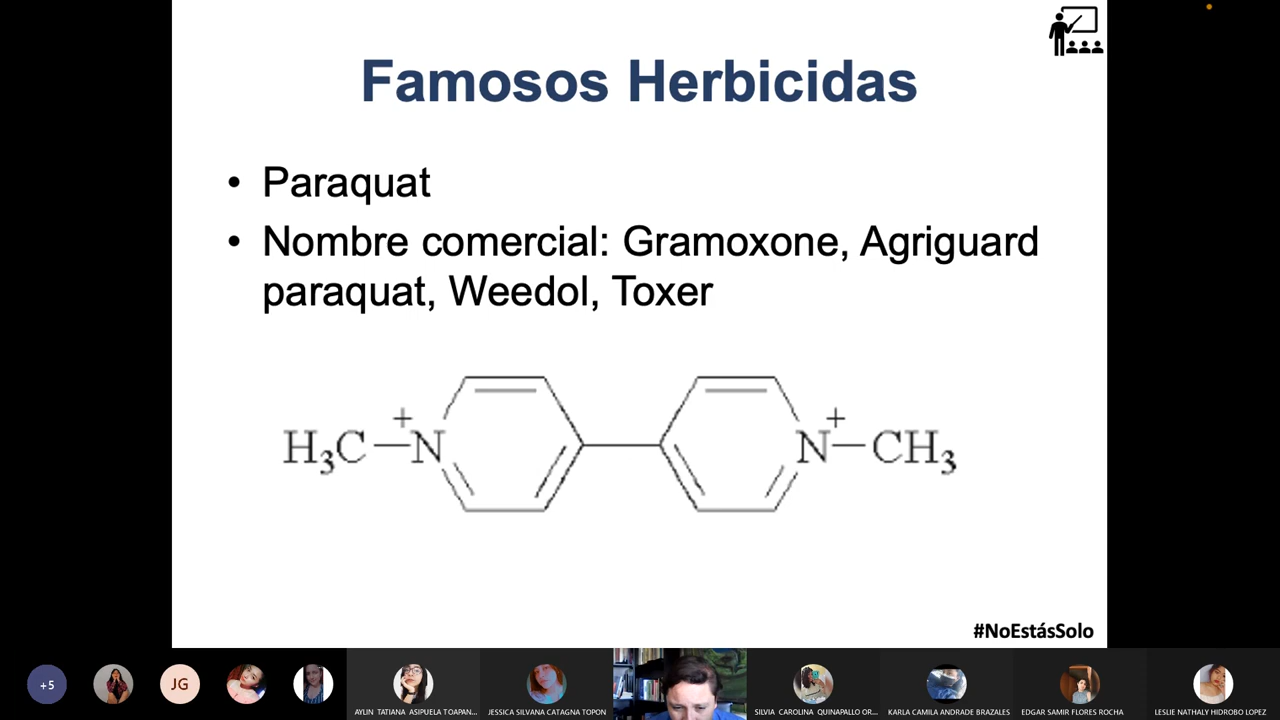 Famosos Herbicidas
• Paraquat
• Nombre comercial: Gramoxone, Agriguard
paraquat, Weedol, Toxer
H₃C—N⁺ N⁺—CH₃
#NoEstásSolo
+5
JG
AYLIN TATIANA ASIPUELA TOAPAN...
JESSICA SILVANA CATAGNA TOPON
SILVIA CAROLINA QUINAPALLO OR...
KARLA CAMILA ANDRADE BRAZALES
EDGAR SAMIR FLORES ROCHA
LESLIE NATHALY HIDROBO LOPEZ